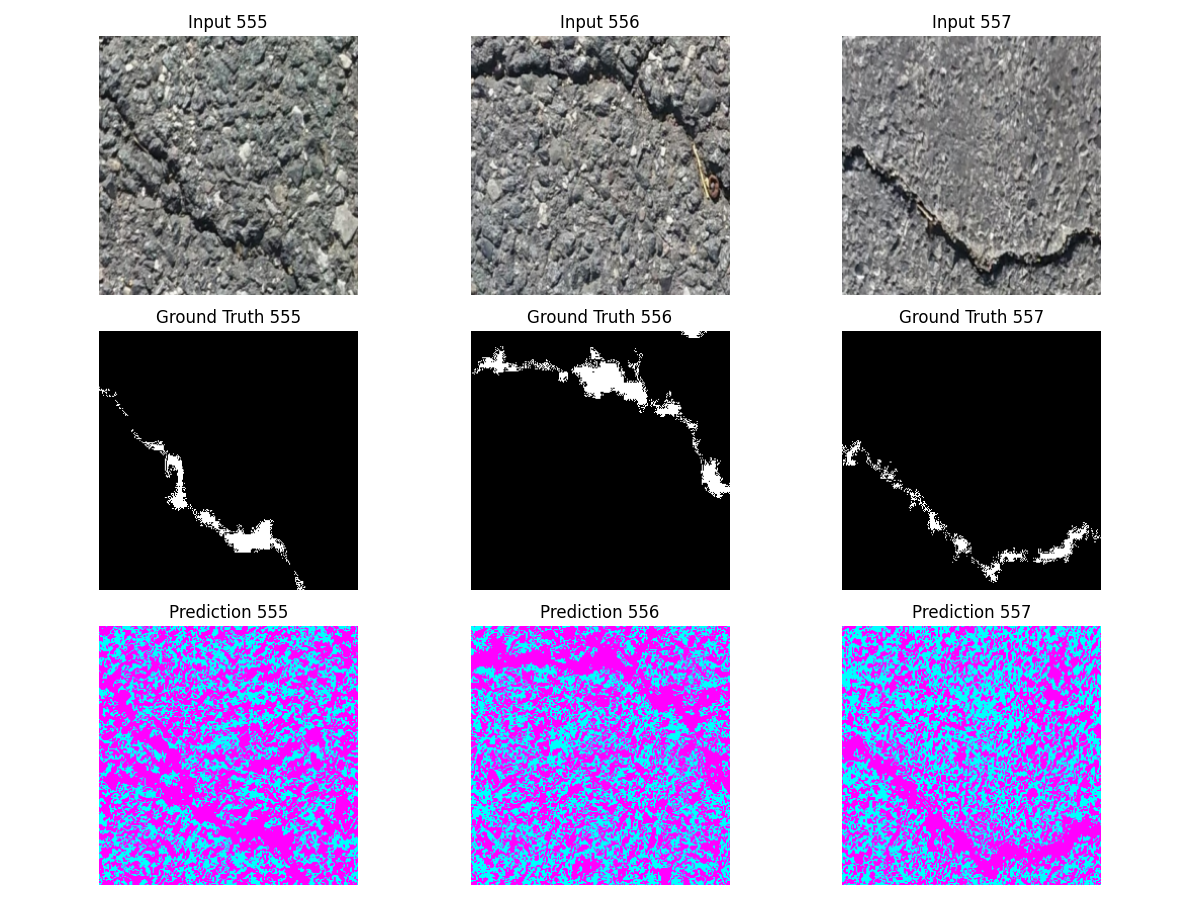 Input 555
Input 556
Input 557
Ground Truth 555
Ground Truth 556
Ground Truth 557
Prediction 555
Prediction 556
Prediction 557